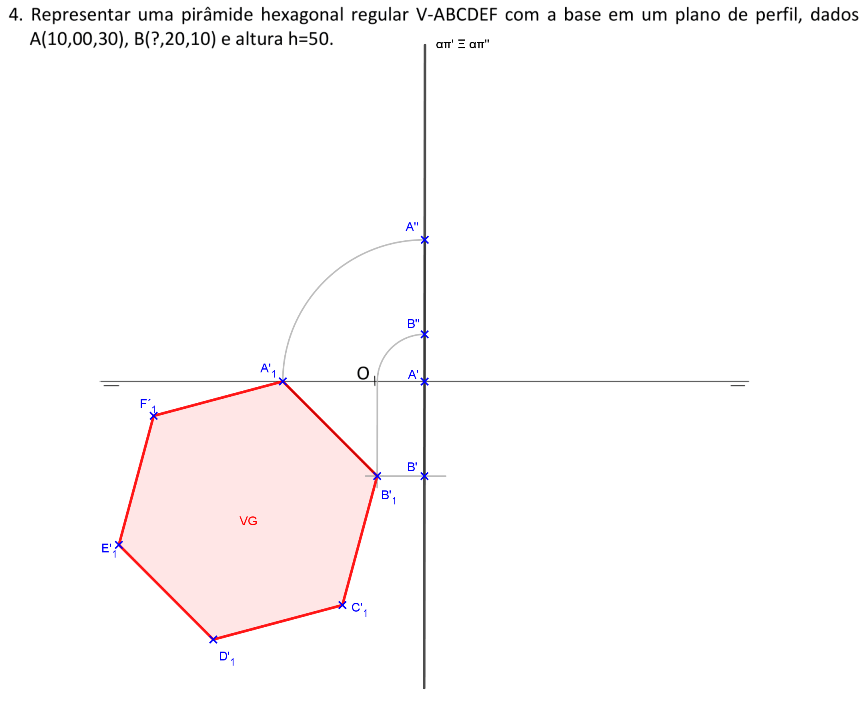 4. Representar uma pirâmide hexagonal regular V-ABCDEF com a base em um plano de perfil, dados
A(10,00,30), B(?,20,10) e altura h=50.
απ' Ξ απ"
A"
B"
A'1
O
A'
F'1
B'
B'1
VG
E'1
C'1
D'1